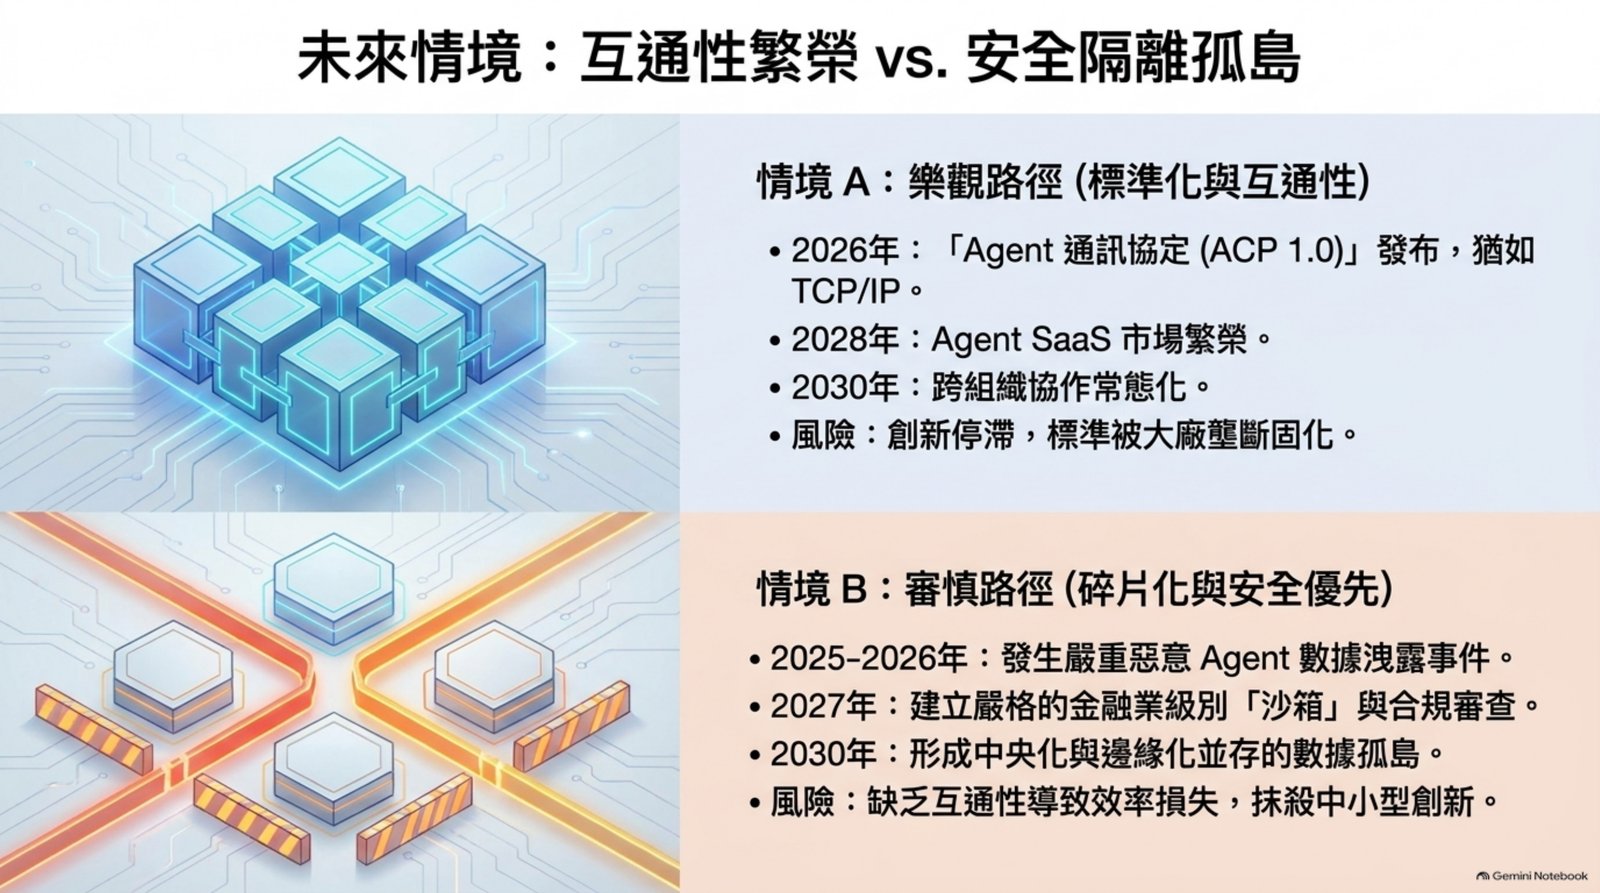 未來情境：互通性繁榮 vs. 安全隔離孤島
情境 A：樂觀路徑 (標準化與互通性)
• 2026年：「Agent 通訊協定 (ACP 1.0)」發布，猶如
TCP/IP。
• 2028年：Agent SaaS 市場繁榮。
• 2030年：跨組織協作常態化。
• 風險：創新停滯，標準被大廠壟斷固化。
情境 B：審慎路徑 (碎片化與安全優先)
• 2025-2026年：發生嚴重惡意 Agent 數據洩露事件。
• 2027年：建立嚴格的金融業級別「沙箱」與合規審查。
• 2030年：形成中央化與邊緣化並存的數據孤島。
• 風險：缺乏互通性導致效率損失，抹殺中小型創新。
Gemini Notebook